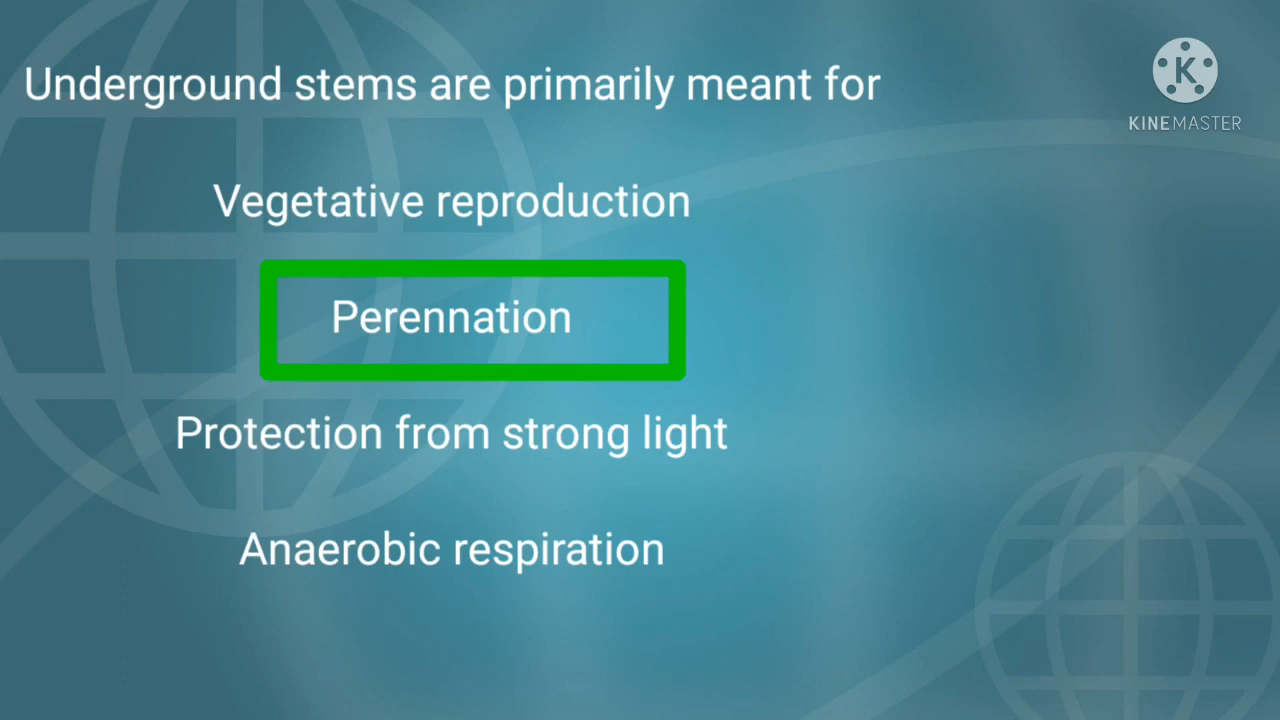 Underground stems are primarily meant for
K
KINEMASTER
Vegetative reproduction
Perennation
Protection from strong light
Anaerobic respiration